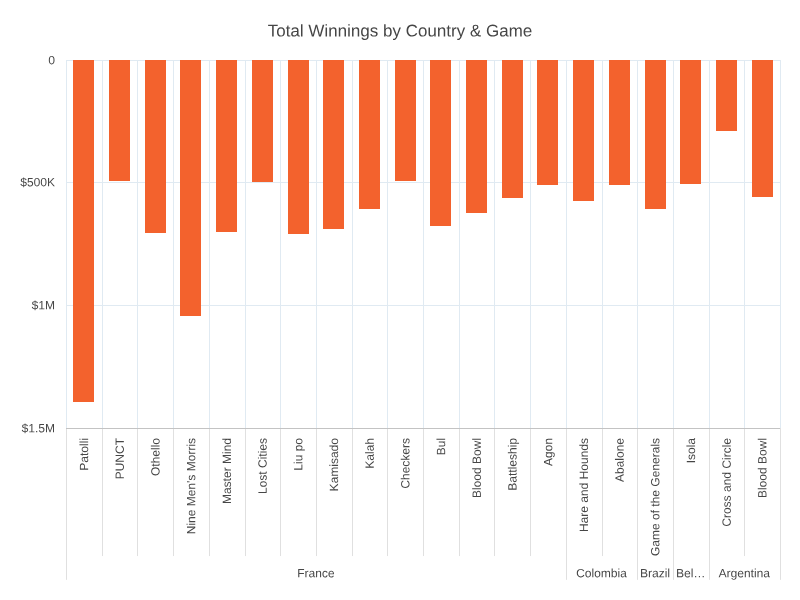 Total Winnings by Country & Game
0
$500K
$1M
$1.5M
Patolli
PUNCT
Othello
Nine Men's Morris
Master Mind
Lost Cities
Liu po
Kamisado
Kalah
Checkers
Bul
Blood Bowl
Battleship
Agon
Hare and Hounds
Abalone
Game of the Generals
Isola
Cross and Circle
Blood Bowl
France
Colombia
Brazil
Bel…
Argentina